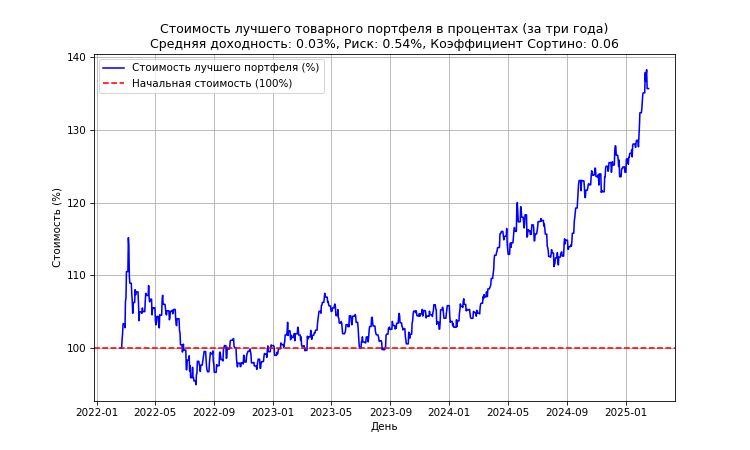 Стоимость лучшего товарного портфеля в процентах (за три года)
Средняя доходность: 0.03%, Риск: 0.54%, Коэффициент Сортино: 0.06
Стоимость лучшего портфеля (%)
Начальная стоимость (100%)
Стоимость (%)
140
130
120
110
100
2022-01 2022-05 2022-09 2023-01 2023-05 2023-09 2024-01 2024-05 2024-09 2025-01
День